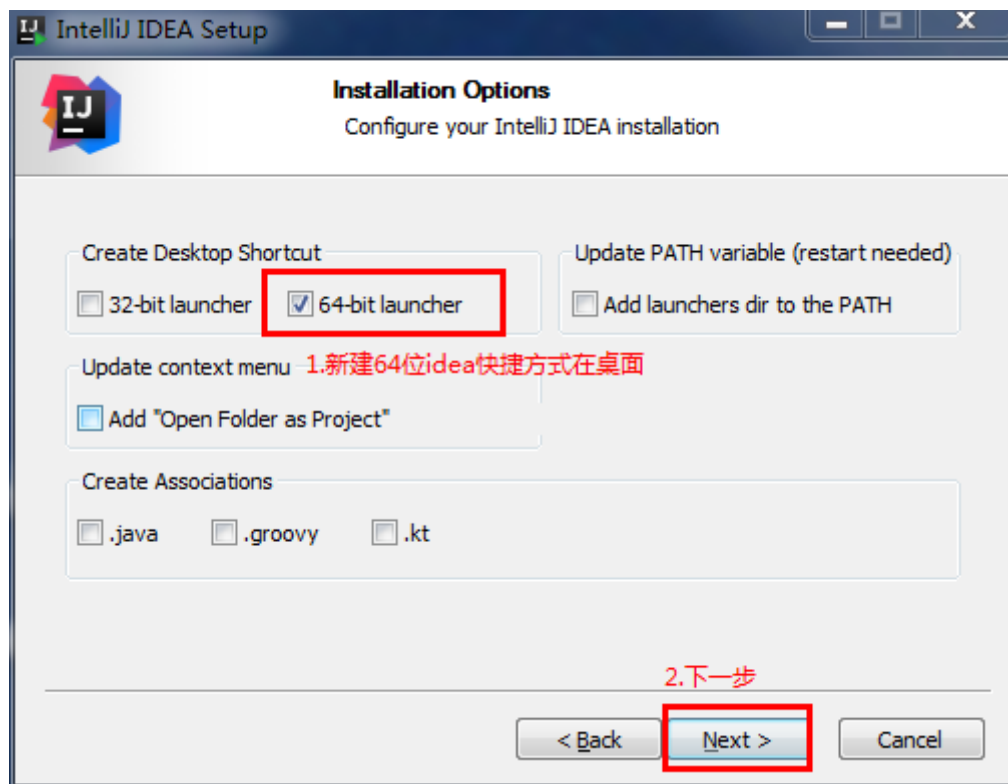 IntelliJ IDEA Setup
IJ
Installation Options
Configure your IntelliJ IDEA installation
Create Desktop Shortcut
Update PATH variable (restart needed)
32-bit launcher
64-bit launcher
Add launchers dir to the PATH
Update context menu
1.新建64位idea快捷方式在桌面
Add "Open Folder as Project"
Create Associations
.java
.groovy
.kt
2.下一步
< Back
Next >
Cancel